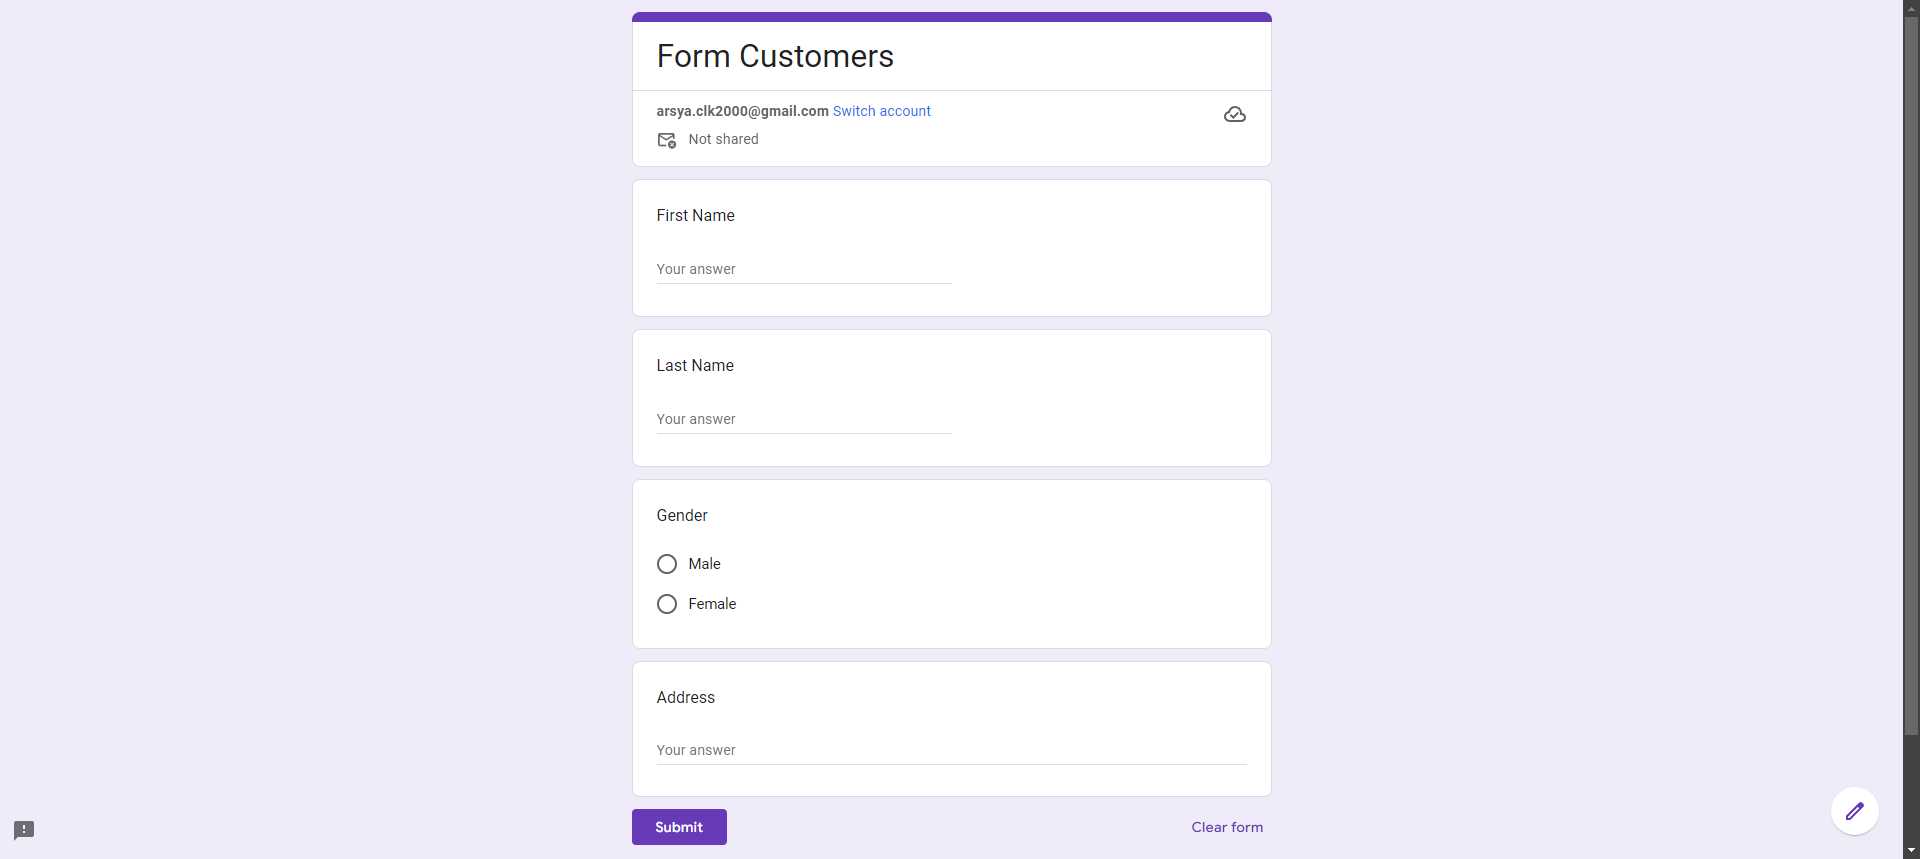 Form Customers
arsya.clk2000@gmail.com Switch account
Not shared
First Name
Your answer
Last Name
Your answer
Gender
Male
Female
Address
Your answer
Submit
Clear form